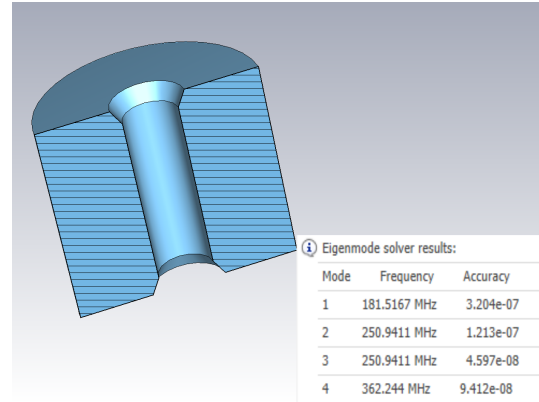 Eigenmode solver results:
Mode Frequency Accuracy
1 181.5167 MHz 3.204e-07
2 250.9411 MHz 1.213e-07
3 250.9411 MHz 4.597e-08
4 362.244 MHz 9.412e-08